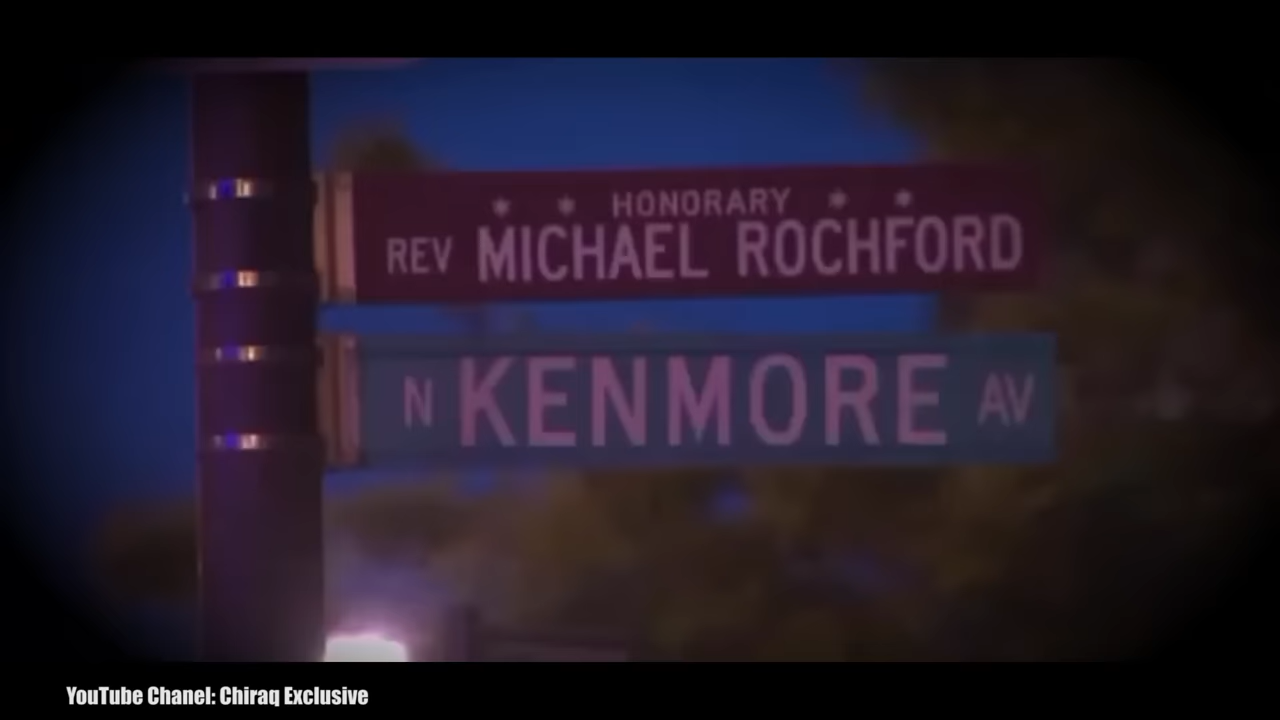 * * HONORARY * *
REV MICHAEL ROCHFORD
N KENMORE AV
YouTube Chanel: Chiraq Exclusive